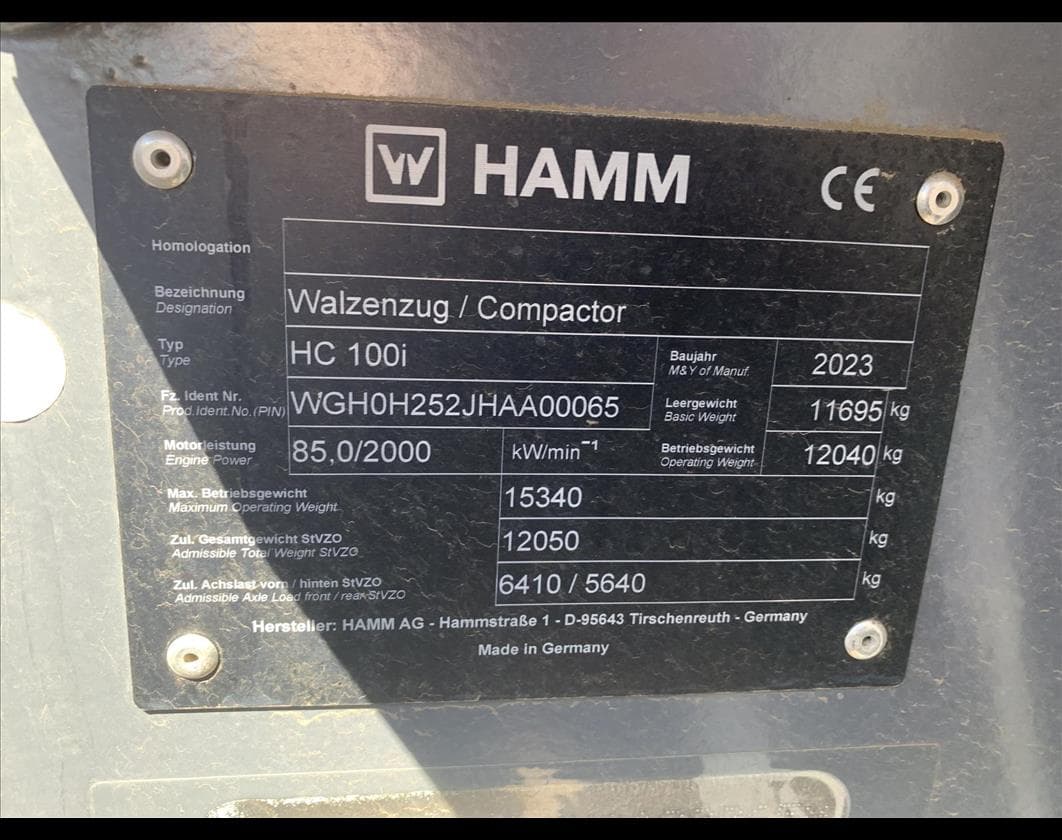 W HAMM CE
Homologation
Bezeichnung
Designation
Walzenzug / Compactor
Typ
Type
HC 100i
Baujahr
M&Y of Manuf.
2023
Fz. Ident Nr.
Prod.Ident.No.(PIN)
WGH0H252JHAA00065
Leergewicht
Basic Weight
11695 kg
Motorleistung
Engine Power
85,0/2000 kW/min⁻¹
Betriebsgewicht
Operating Weight
12040 kg
Max. Betriebsgewicht
Maximum Operating Weight
15340 kg
Zul. Gesamtgewicht StVZO
Admissible Total Weight StVZO
12050 kg
Zul. Achslast vorn / hinten StVZO
Admissible Axle Load front / rear StVZO
6410 / 5640 kg
Hersteller: HAMM AG - Hammstraße 1 - D-95643 Tirschenreuth - Germany
Made in Germany